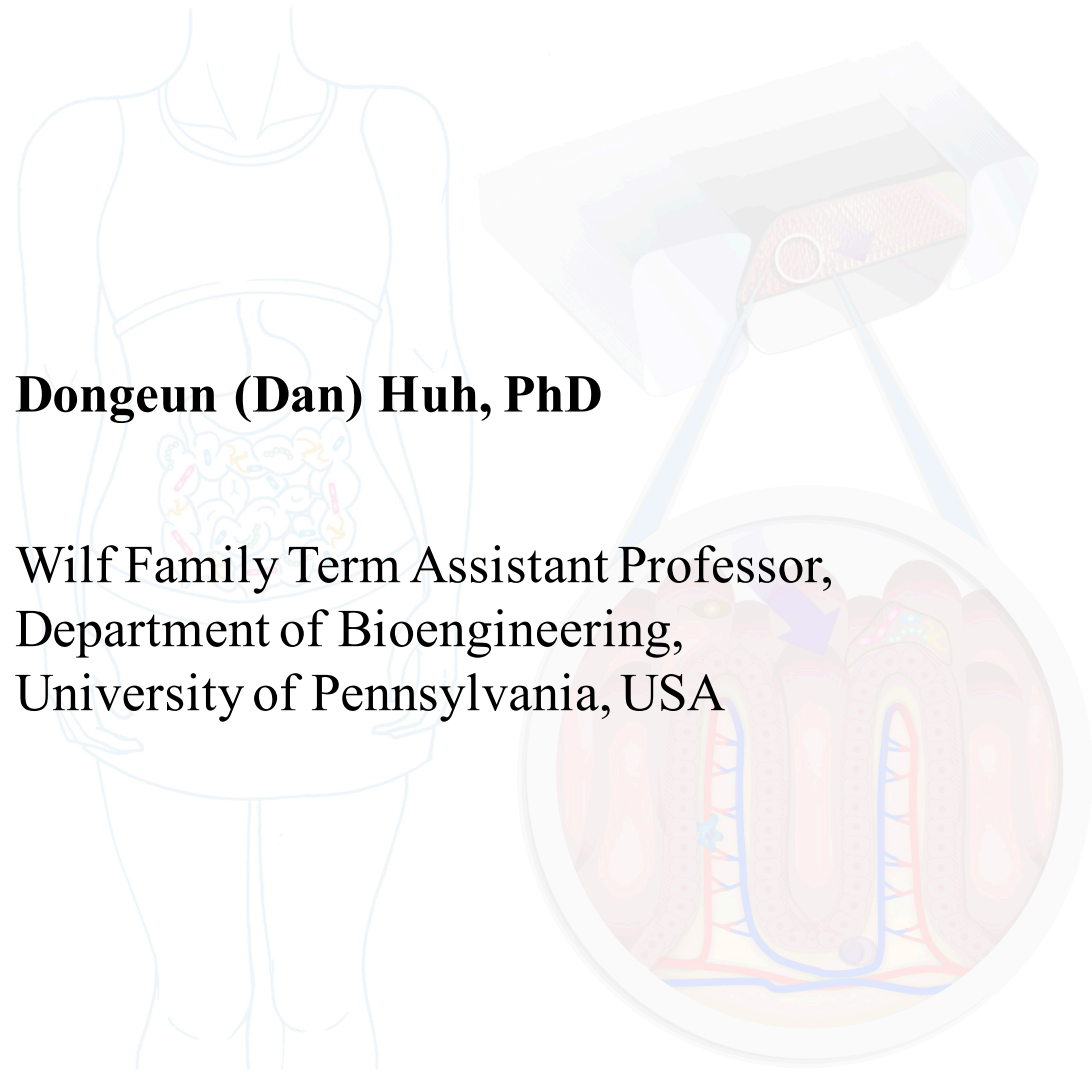 Dongeun (Dan) Huh, PhD
Wilf Family Term Assistant Professor,
Department of Bioengineering,
University of Pennsylvania, USA